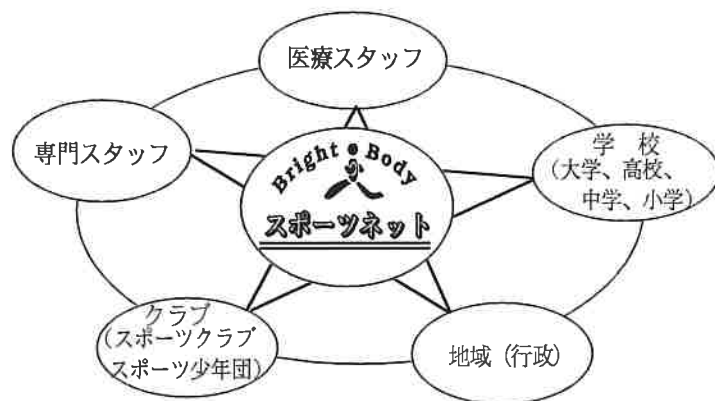 医療スタッフ
専門スタッフ
Bright Body
スポーツネット
学　校
(大学、高校、
中学、小学)
クラブ
(スポーツクラブ
スポーツ少年団)
地域(行政)